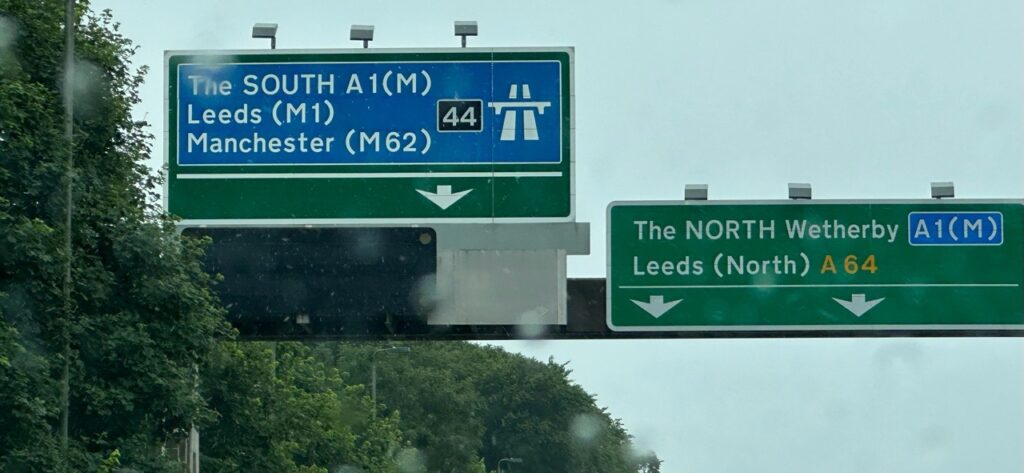 The SOUTH A1(M)
Leeds (M1)
44
Manchester (M62)
The NORTH Wetherby A1(M)
Leeds (North) A64